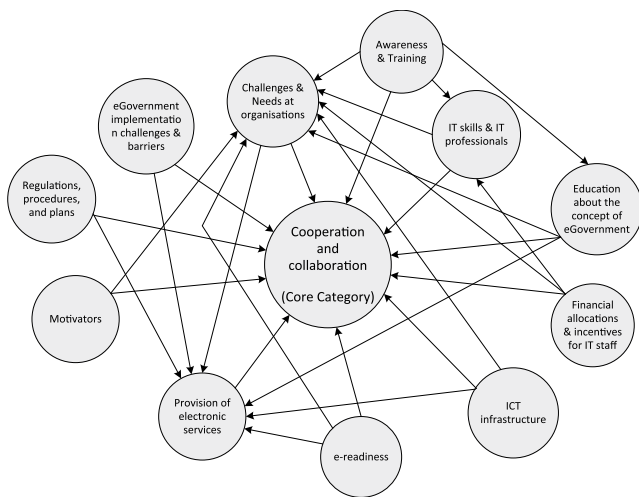 Awareness &
Training
Challenges &
Needs at
organisations
eGovernment
implementatio
n challenges &
barriers
IT skills & IT
professionals
Regulations,
procedures,
and plans
Education
about the
concept of
eGovernment
Cooperation
and
collaboration
(Core Category)
Motivators
Financial
allocations
& incentives
for IT staff
Provision of
electronic
services
ICT
infrastructure
e-readiness